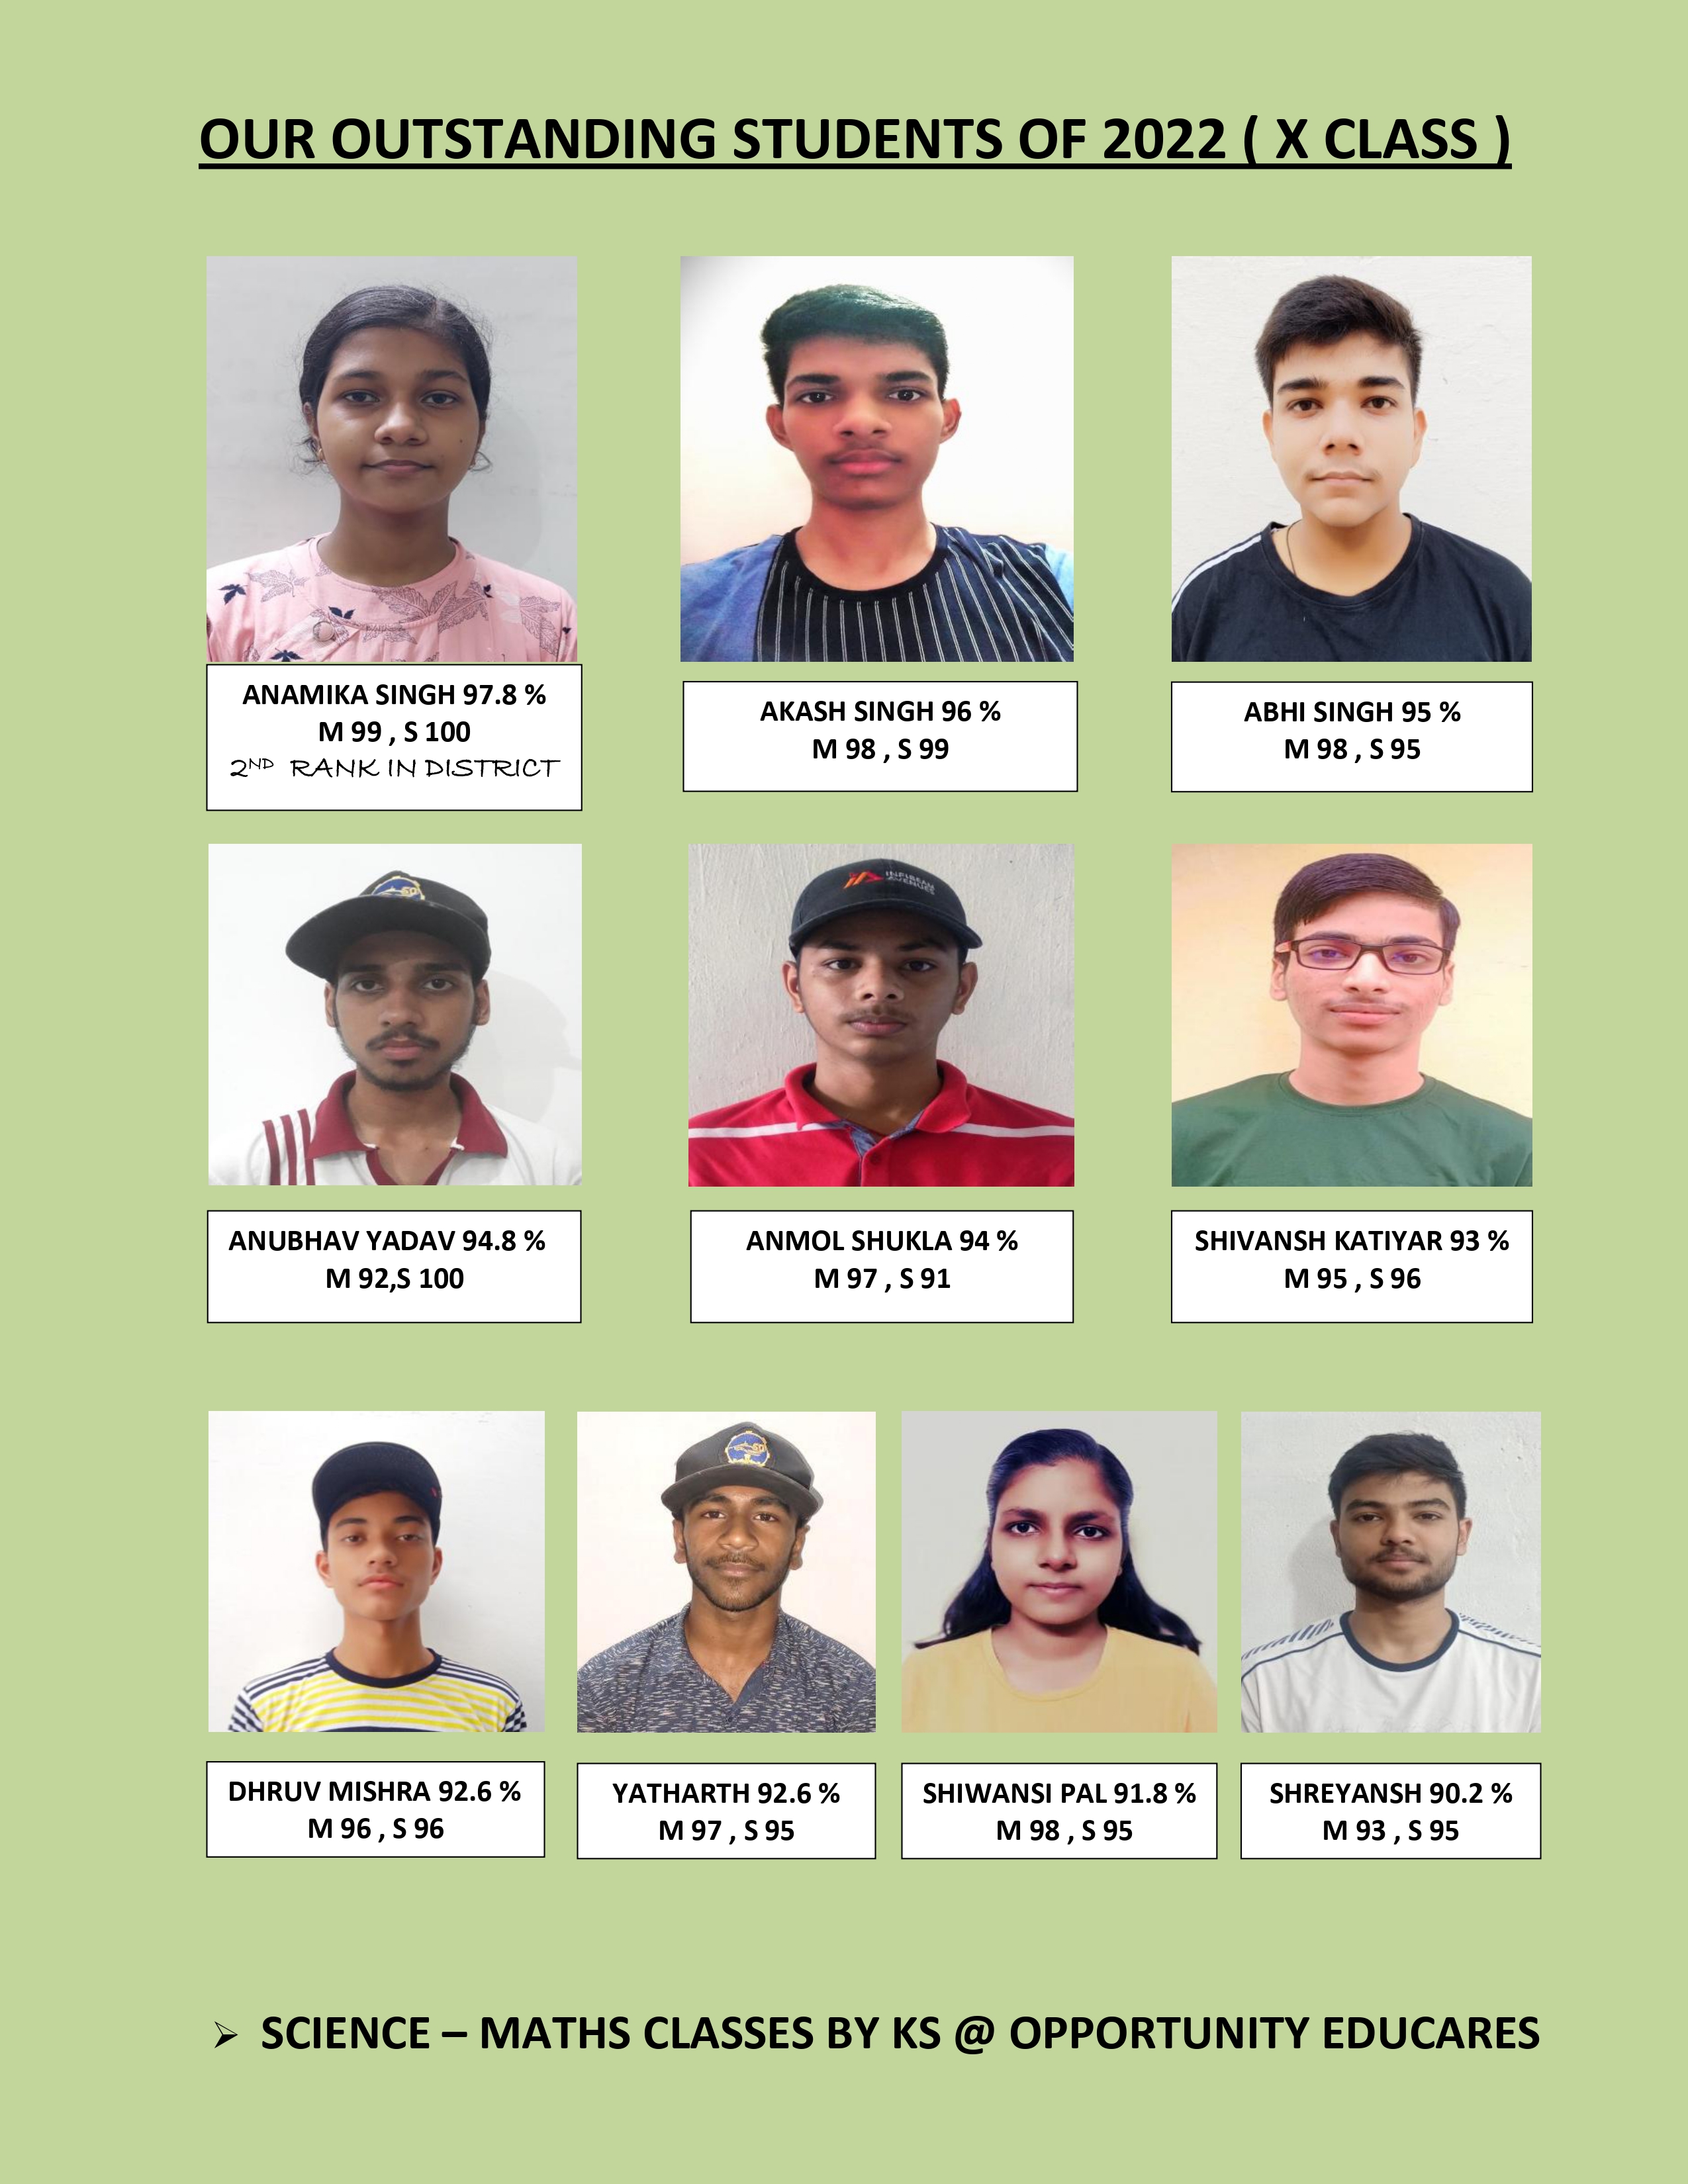 OUR OUTSTANDING STUDENTS OF 2022 ( X CLASS )
ANAMIKA SINGH 97.8 %
M 99 , S 100
2ND RANK IN DISTRICT
AKASH SINGH 96 %
M 98 , S 99
ABHI SINGH 95 %
M 98 , S 95
INFIBEAM
AVENUES
ANUBHAV YADAV 94.8 %
M 92,S 100
ANMOL SHUKLA 94 %
M 97 , S 91
SHIVANSH KATIYAR 93 %
M 95 , S 96
DHRUV MISHRA 92.6 %
M 96 , S 96
YATHARTH 92.6 %
M 97 , S 95
SHIWANSI PAL 91.8 %
M 98 , S 95
SHREYANSH 90.2 %
M 93 , S 95
➢ SCIENCE – MATHS CLASSES BY KS @ OPPORTUNITY EDUCARES